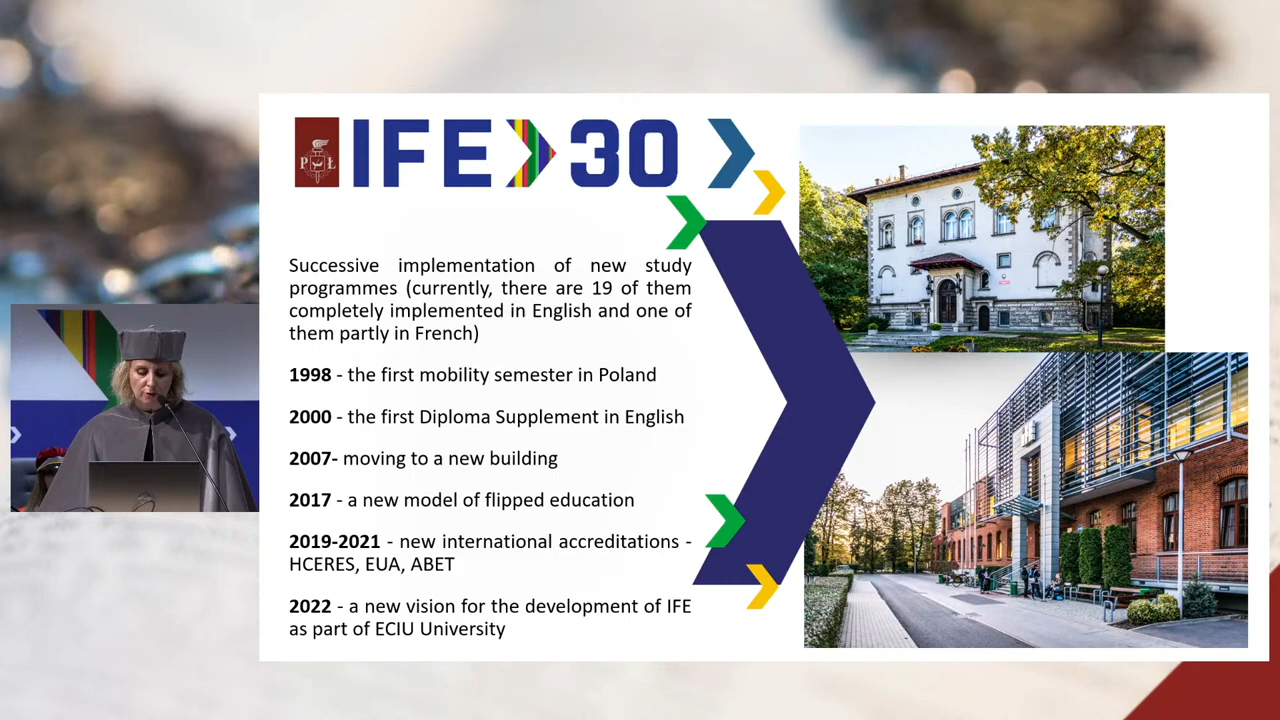 P Ł IFE 30
Successive implementation of new study
programmes (currently, there are 19 of them
completely implemented in English and one of
them partly in French)
1998 - the first mobility semester in Poland
2000 - the first Diploma Supplement in English
2007- moving to a new building
2017 - a new model of flipped education
2019-2021 - new international accreditations -
HCERES, EUA, ABET
2022 - a new vision for the development of IFE
as part of ECIU University